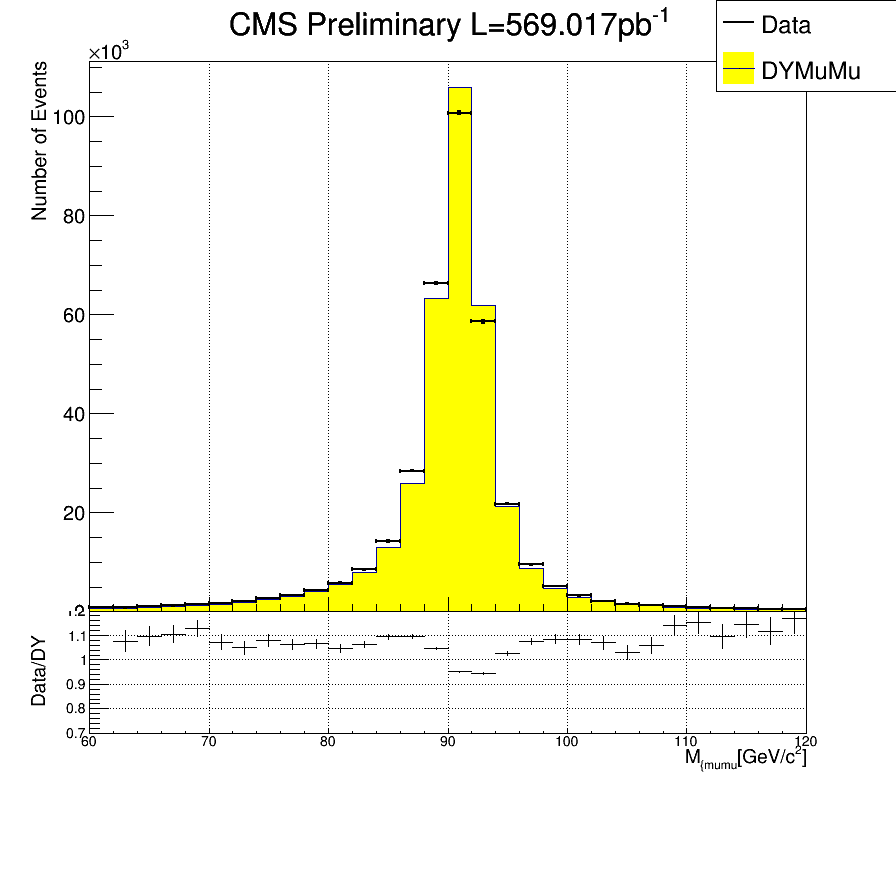 CMS Preliminary L=569.017pb⁻¹
Data
DYMuMu
×10³
Number of Events
100
80
60
40
20
Data/DY
1.1
1
0.9
0.8
0.7
60 70 80 90 100 110 120
M_{mumu[GeV/c²]